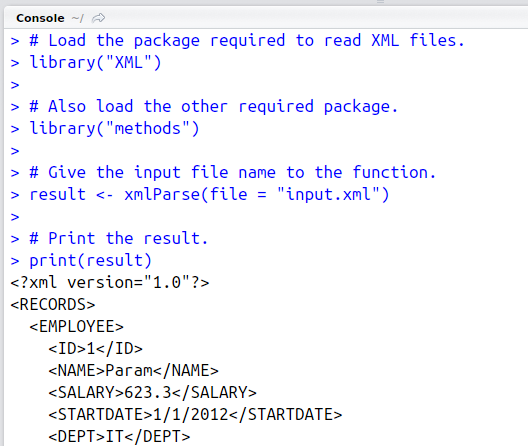 Console ~/
> # Load the package required to read XML files.
> library("XML")
>
> # Also load the other required package.
> library("methods")
>
> # Give the input file name to the function.
> result <- xmlParse(file = "input.xml")
>
> # Print the result.
> print(result)
<?xml version="1.0"?>
<RECORDS>
  <EMPLOYEE>
    <ID>1</ID>
    <NAME>Param</NAME>
    <SALARY>623.3</SALARY>
    <STARTDATE>1/1/2012</STARTDATE>
    <DEPT>IT</DEPT>